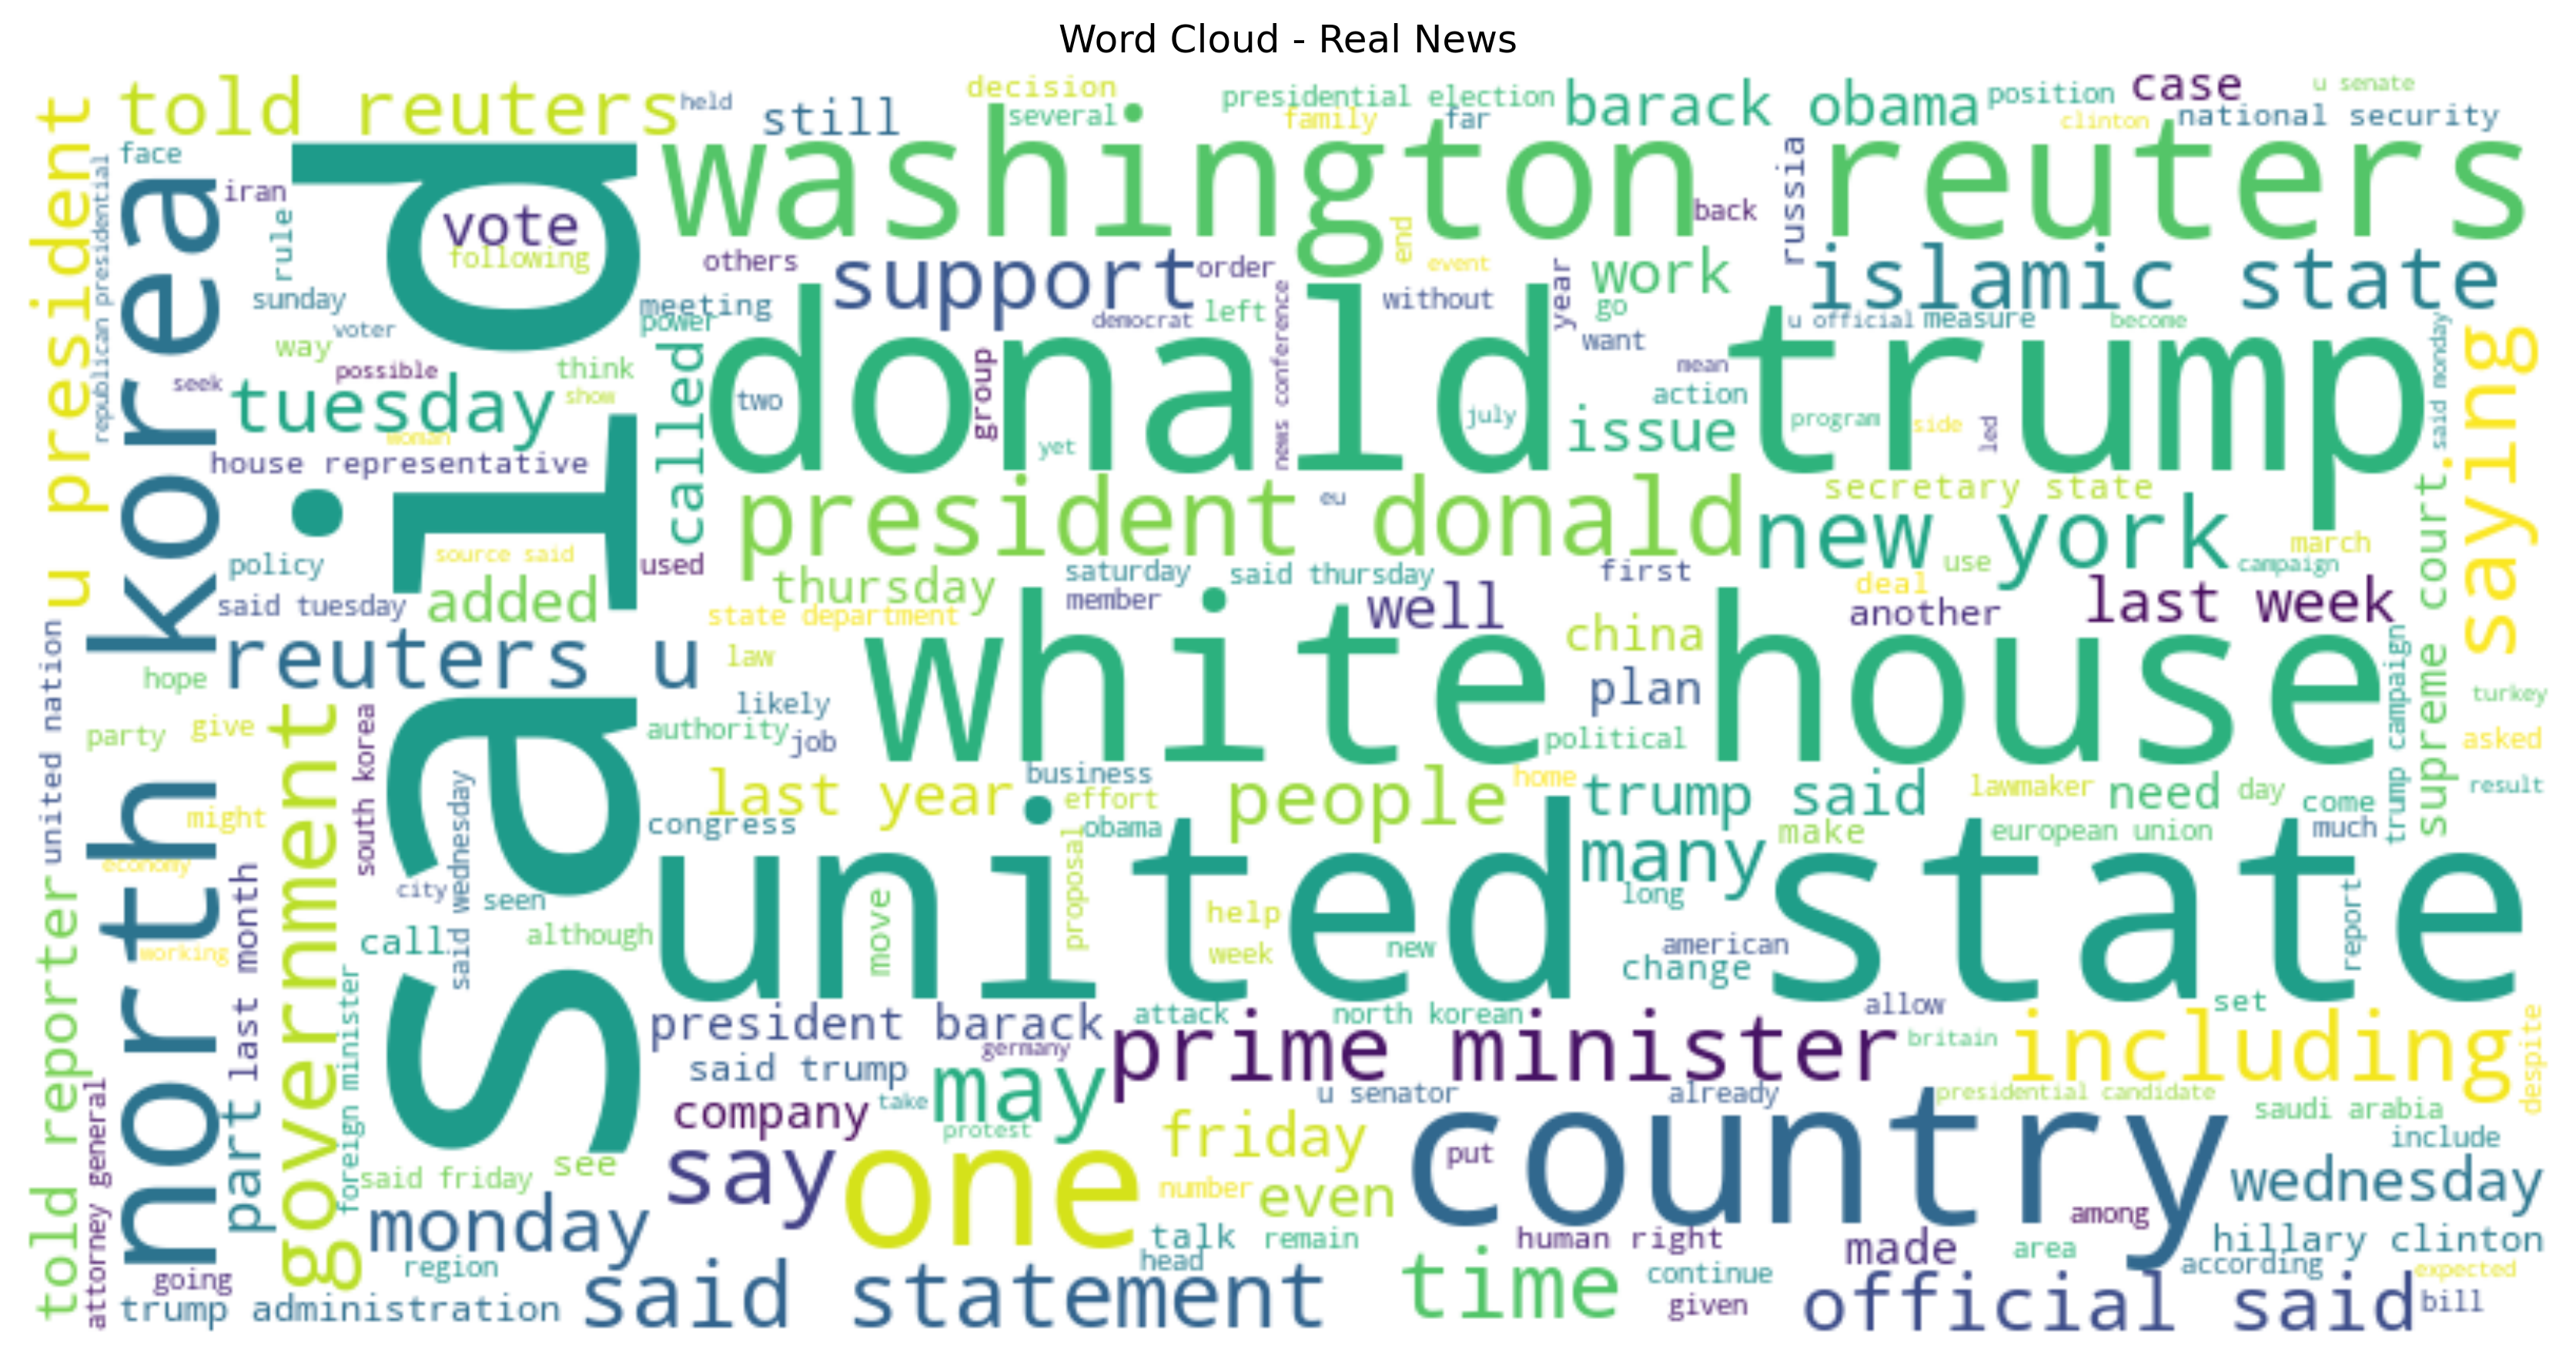 Word Cloud - Real News
told reuters
held
still
decision
several
presidential election
family
far
barack obama
position
case
u senate
clinton
national security
u president
republican presidential
face
north korea
iran
rule
said
vote
following
washington
back
russia
reuters
sunday
voter
way
possible
seek
think
show
tuesday
woman
house representative
others
support
order
meeting
power
democrat
left
called
end
event
without
year
work
go
want
islamic state
u official
measure
become
said monday
saying
donald
two
group
yet
news conference
july
trump
mean
action
issue
program
side
led
president donald
eu
secretary state
new york
march
campaign
supreme court
policy
source said
used
said tuesday
added
thursday
saturday
said thursday
member
state department
first
use
deal
another
last week
well
reuters u
law
white house
china
plan
trump campaign
turkey
asked
result
united nation
hope
party
give
government
south korea
likely
authority
job
political
might
economy
last year
business
effort
obama
congress
people
home
trump said
lawmaker
need
day
come
much
make
european union
many
said wednesday
city
seen
although
call
working
last month
part
told reporter
united state
move
proposal
help
week
new
long
american
change
report
foreign minister
attorney general
president barack
attack
north korean
allow
set
germany
said trump
prime minister
britain
including
despite
company
take
may
protest
u senator
already
presidential candidate
saudi arabia
include
say
one
friday
number
even
put
country
wednesday
said friday
see
monday
region
going
trump administration
said statement
talk
head
remain
time
human right
continue
given
made
area
among
hillary clinton
according
expected
official said
bill